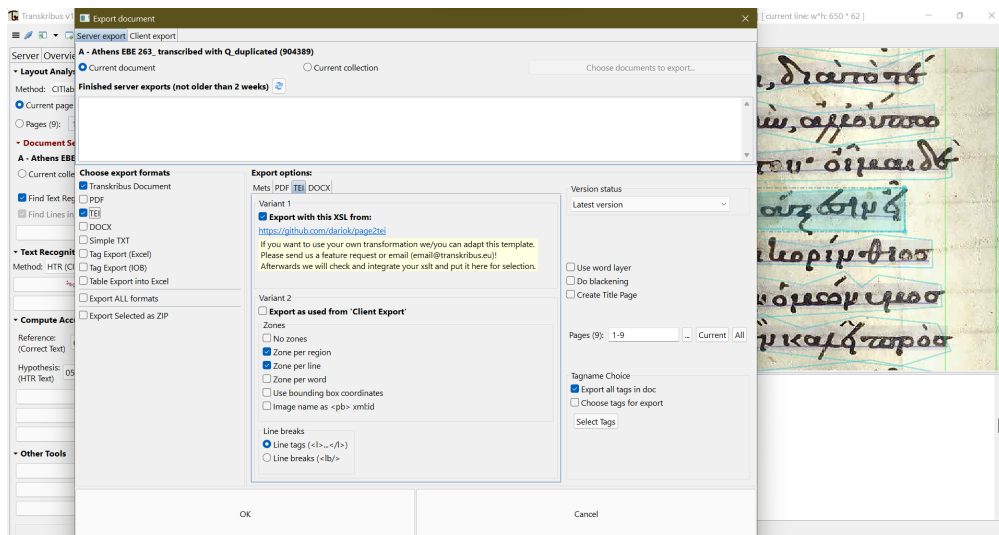 Transkribus v1
Export document
[ current line: w*h: 650 * 62 ]
Server export Client export
Server Overvie
A - Athens EBE 263_ transcribed with Q_duplicated (904389)
Layout Analys
Current document
Current collection
Choose documents to export...
Method: CITlab
Finished server exports (not older than 2 weeks)
Current page
Pages (9): 1
Document Se
A - Athens EBE
Current colle
Find Text Reg
Find Lines in
Text Recognit
Method: HTR (CI
Compute Acc
Reference:
(Correct Text)
Hypothesis: 05
(HTR Text)
Other Tools
Choose export formats
Transkribus Document
PDF
TEI
DOCX
Simple TXT
Tag Export (Excel)
Tag Export (IOB)
Table Export into Excel
Export ALL formats
Export Selected as ZIP
Export options:
Mets PDF TEI DOCX
Variant 1
Export with this XSL from:
https://github.com/dariok/page2tei
If you want to use your own transformation we/you can adapt this template.
Please send us a feature request or email (email@transkribus.eu)!
Afterwards we will check and integrate your xslt and put it here for selection.
Variant 2
Export as used from 'Client Export'
Zones
No zones
Zone per region
Zone per line
Zone per word
Use bounding box coordinates
Image name as <pb> xml:id
Line breaks
Line tags (<l>...</l>)
Line breaks (<lb/>
Version status
Latest version
Use word layer
Do blackening
Create Title Page
Pages (9): 1-9 ... Current All
Tagname Choice
Export all tags in doc
Choose tags for export
Select Tags
OK
Cancel